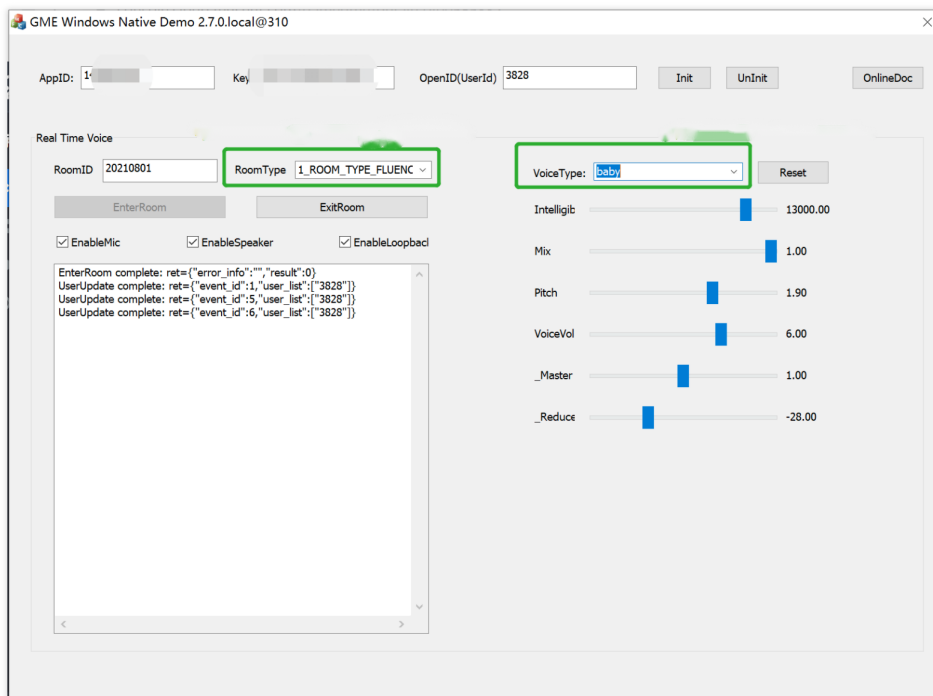 GME Windows Native Demo 2.7.0.local@310
AppID: 1
Key
OpenID(UserId) 3828
Init
UnInit
OnlineDoc
Real Time Voice
RoomID 20210801
RoomType 1_ROOM_TYPE_FLUENC
VoiceType: baby
Reset
EnterRoom
ExitRoom
Intelligib 13000.00
EnableMic
EnableSpeaker
EnableLoopbacl
Mix 1.00
EnterRoom complete: ret={"error_info":"","result":0}
UserUpdate complete: ret={"event_id":1,"user_list":["3828"]}
UserUpdate complete: ret={"event_id":5,"user_list":["3828"]}
UserUpdate complete: ret={"event_id":6,"user_list":["3828"]}
Pitch 1.90
VoiceVol 6.00
_Master 1.00
_Reduce -28.00